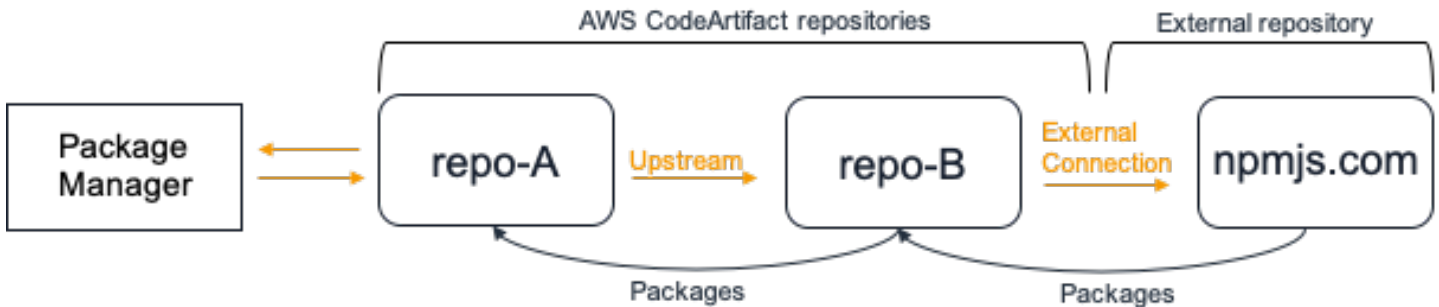 AWS CodeArtifact repositories
External repository
Package
Manager
repo-A
Upstream
repo-B
External
Connection
npmjs.com
Packages
Packages